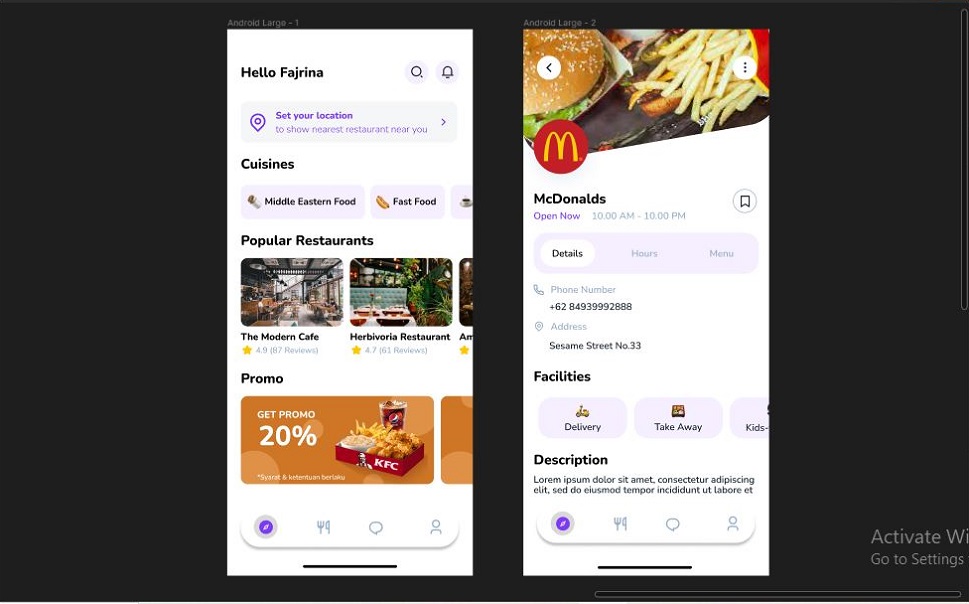 Android Large - 1
Hello Fajrina
Set your location
to show nearest restaurant near you
Cuisines
Middle Eastern Food
Fast Food
Popular Restaurants
The Modern Cafe
4.9 (87 Reviews)
Herbivoria Restaurant
4.7 (61 Reviews)
Am
Promo
GET PROMO
20%
KFC
*Syarat & ketentuan berlaku
Android Large - 2
McDonalds
Open Now 10.00 AM - 10.00 PM
Details Hours Menu
Phone Number
+62 84939992888
Address
Sesame Street No.33
Facilities
Delivery
Take Away
Kids-
Description
Lorem ipsum dolor sit amet, consectetur adipiscing
elit, sed do eiusmod tempor incididunt ut labore et
Activate Wi
Go to Settings